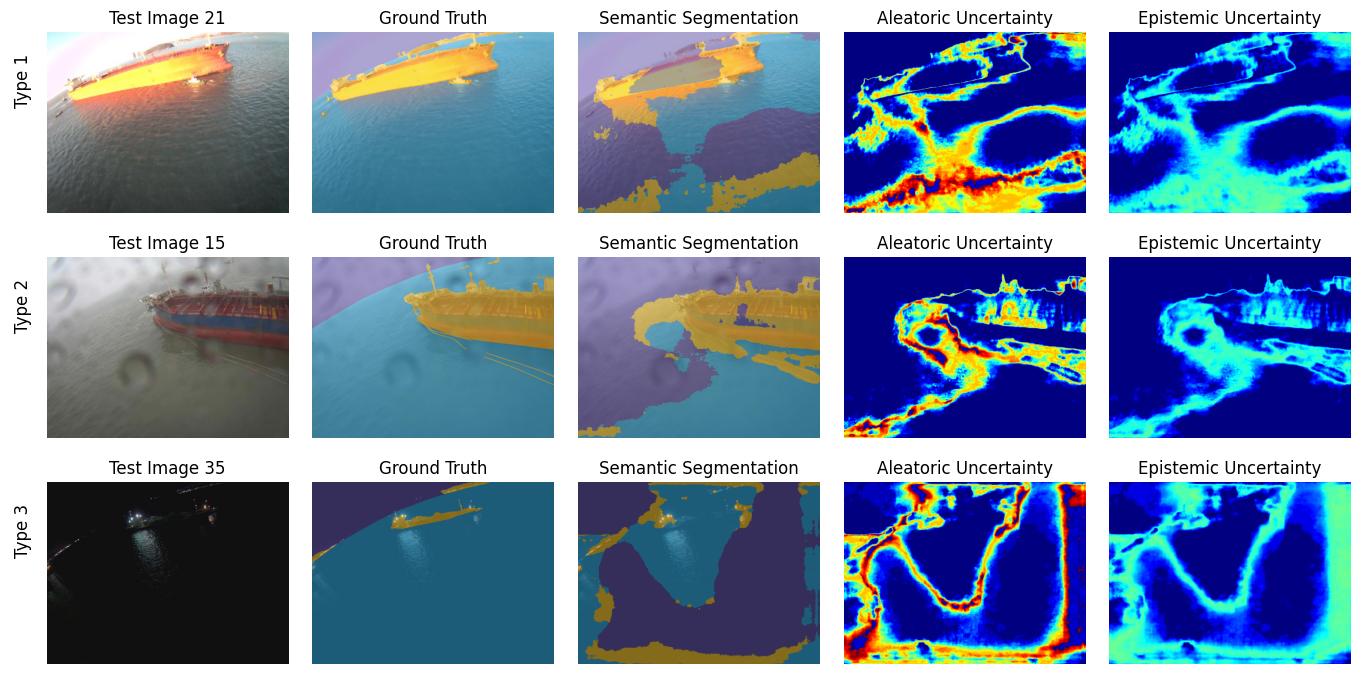 Test Image 21 Ground Truth Semantic Segmentation Aleatoric Uncertainty Epistemic Uncertainty
Type 1
Test Image 15 Ground Truth Semantic Segmentation Aleatoric Uncertainty Epistemic Uncertainty
Type 2
Test Image 35 Ground Truth Semantic Segmentation Aleatoric Uncertainty Epistemic Uncertainty
Type 3